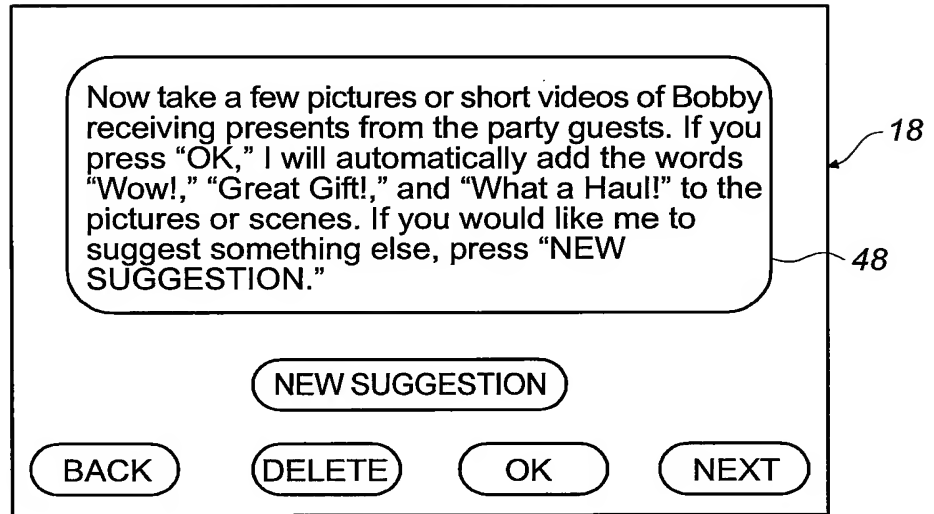 Now take a few pictures or short videos of Bobby
receiving presents from the party guests. If you
press “OK,” I will automatically add the words
“Wow!,” “Great Gift!,” and “What a Haul!” to the
pictures or scenes. If you would like me to
suggest something else, press “NEW
SUGGESTION.”
18
48
NEW SUGGESTION
BACK DELETE OK NEXT